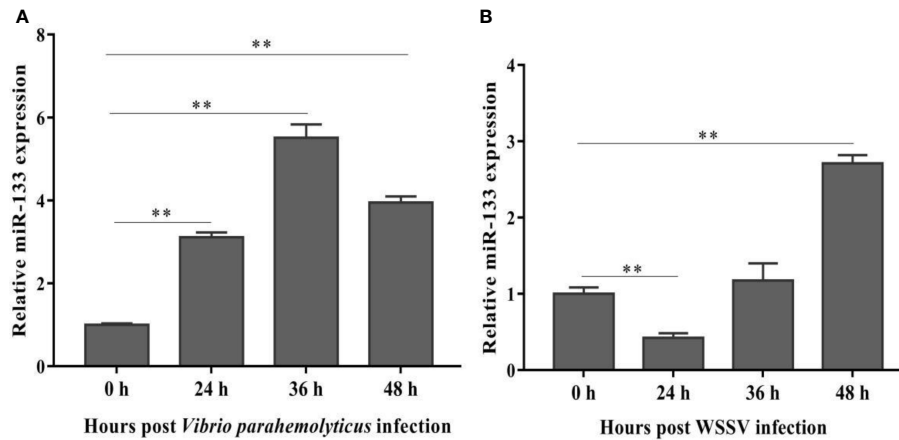 A
Relative miR-133 expression
8
6
4
2
0
**
**
**
0 h 24 h 36 h 48 h
Hours post Vibrio parahemolyticus infection
B
Relative miR-133 expression
4
3
2
1
0
**
**
0 h 24 h 36 h 48 h
Hours post WSSV infection